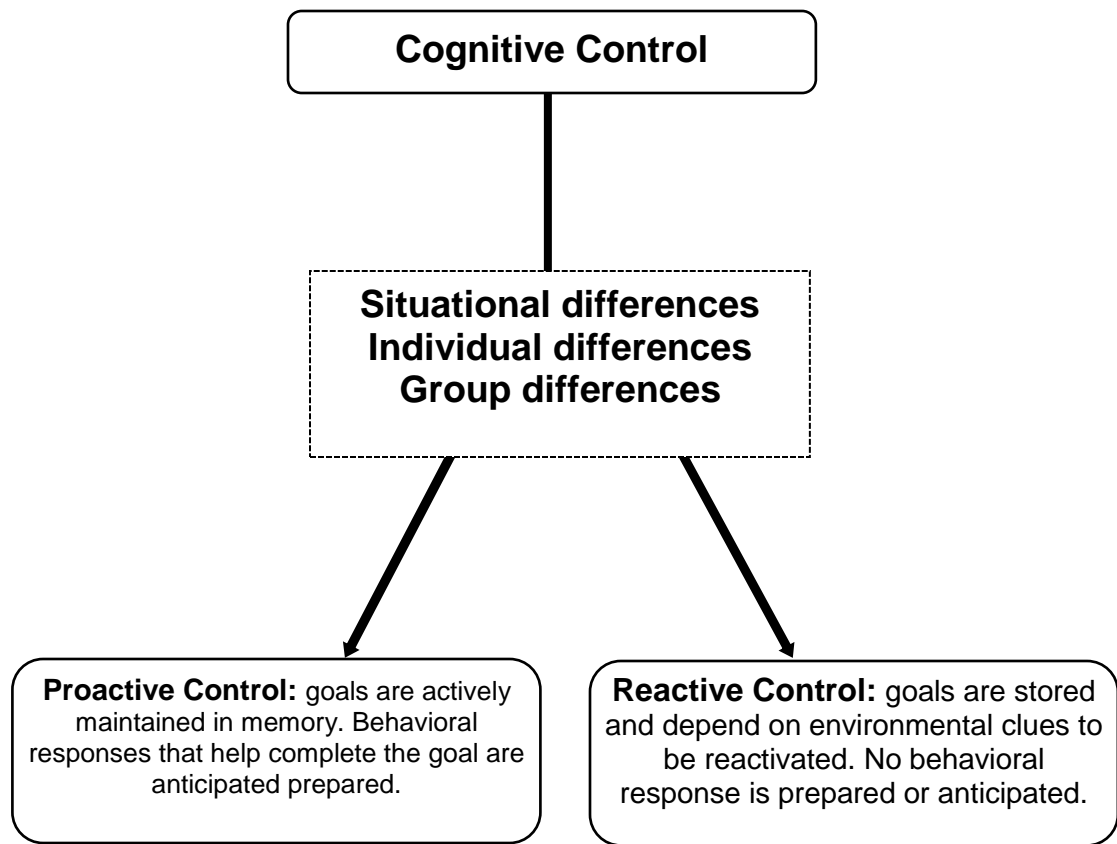 Cognitive Control
Situational differences
Individual differences
Group differences
Proactive Control: goals are actively
maintained in memory. Behavioral
responses that help complete the goal are
anticipated prepared.
Reactive Control: goals are stored
and depend on environmental clues to
be reactivated. No behavioral
response is prepared or anticipated.